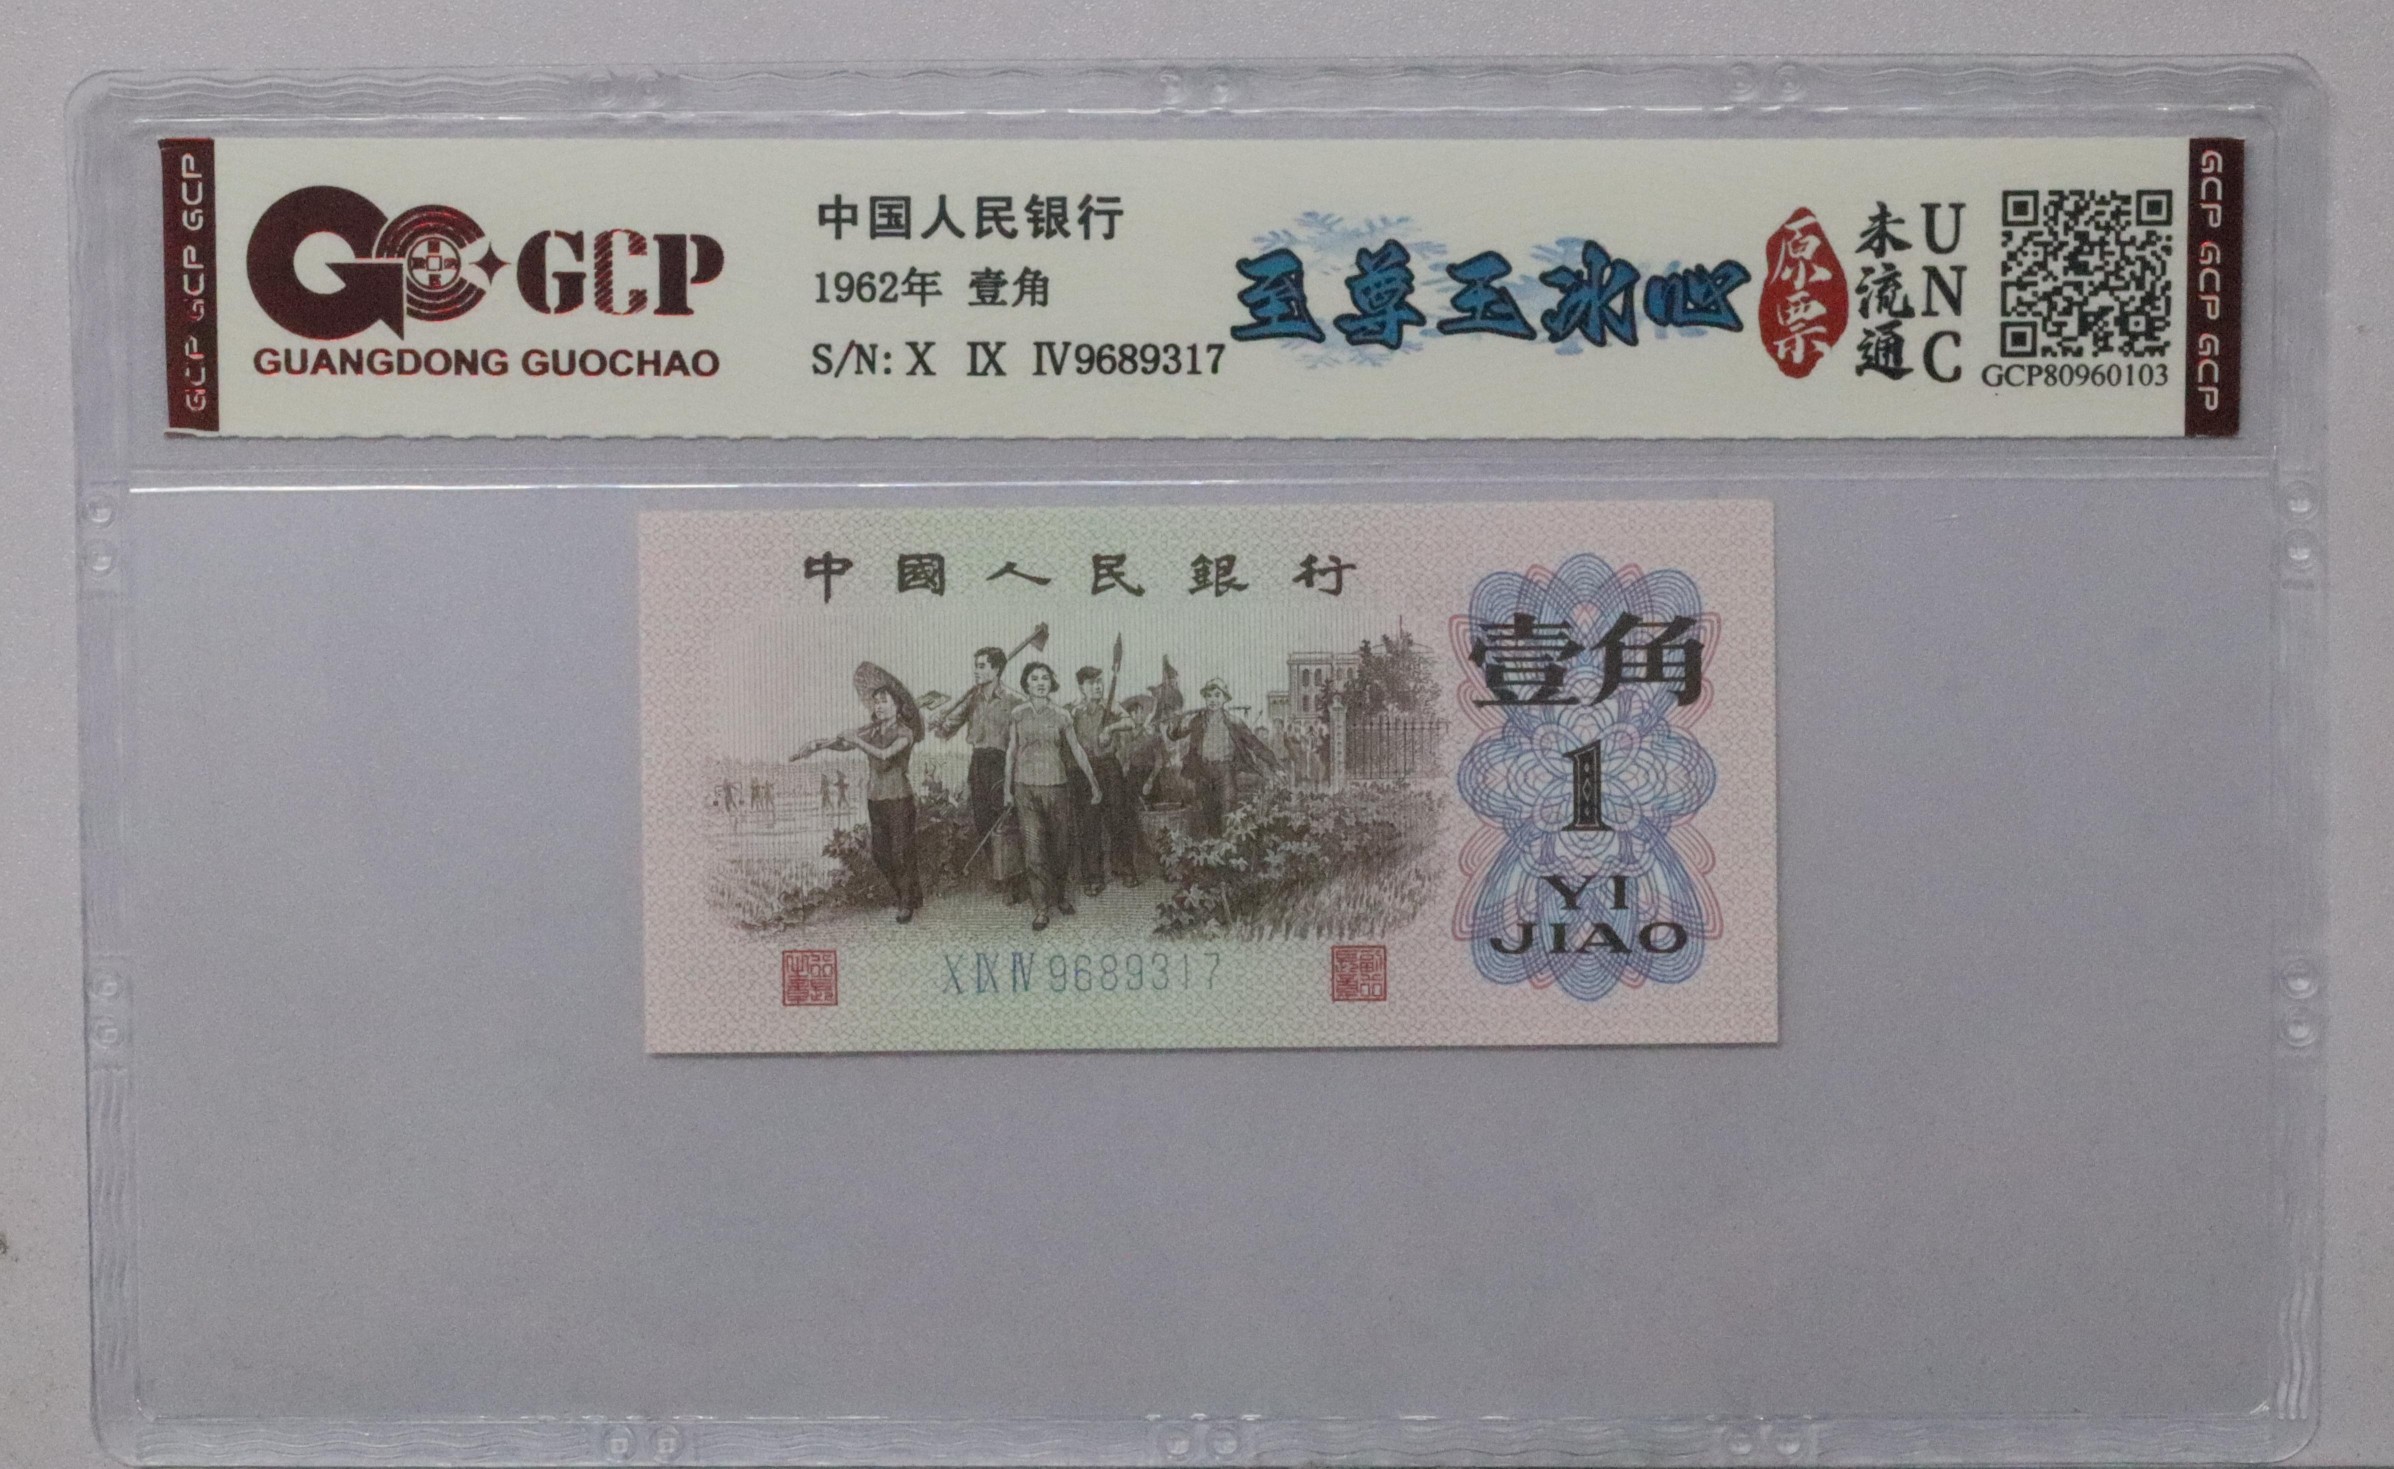 GCP GCP GCP
GCP
GUANGDONG GUOCHAO
中国人民银行
1962年 壹角
S/N: X IX IV9689317
至尊玉冰心
原票
未流通
UNC
GCP80960103
GCP GCP GCP
中國人民銀行
壹角
1
YI
JIAO
X IX IV 9689317